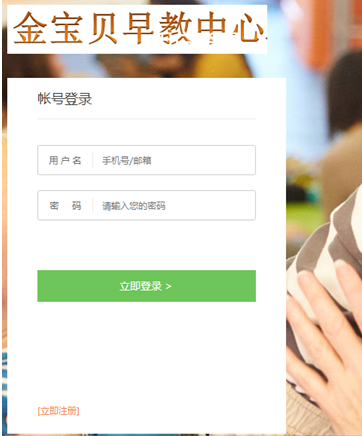 金宝贝早教中心
帐号登录
用户名 手机号/邮箱
密 码 请输入您的密码
立即登录 >
[立即注册]